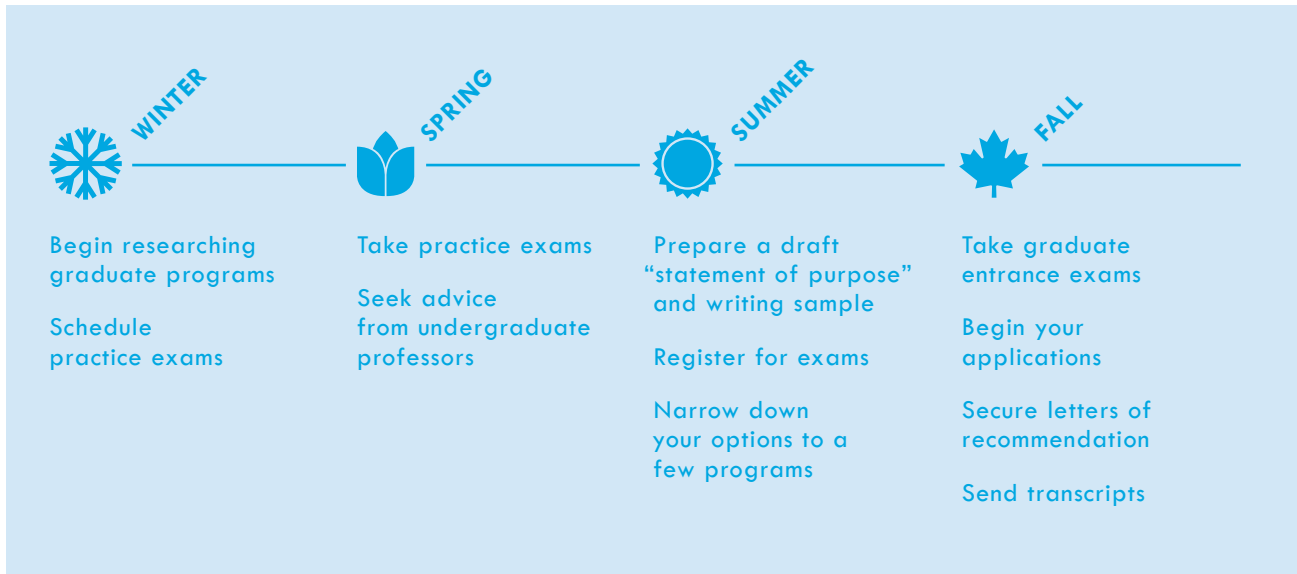 WINTER
Begin researching
graduate programs
Schedule
practice exams
SPRING
Take practice exams
Seek advice
from undergraduate
professors
SUMMER
Prepare a draft
“statement of purpose”
and writing sample
Register for exams
Narrow down
your options to a
few programs
FALL
Take graduate
entrance exams
Begin your
applications
Secure letters of
recommendation
Send transcripts